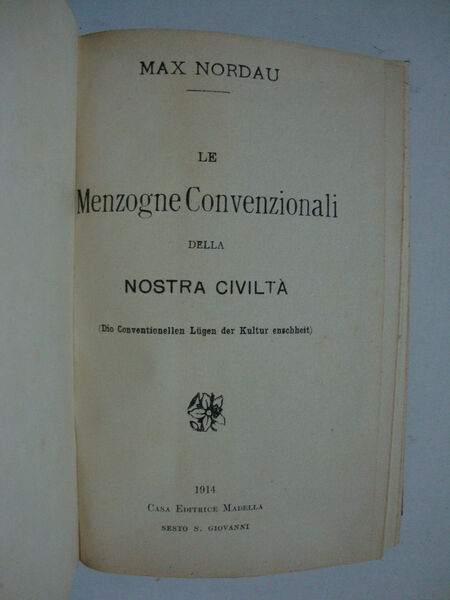 MAX NORDAU
LE
Menzogne Convenzionali
DELLA
NOSTRA CIVILTÀ
(Dio Conventionellen Lügen der Kultur enschheit)
1914
CASA EDITRICE MADELLA
SESTO S. GIOVANNI